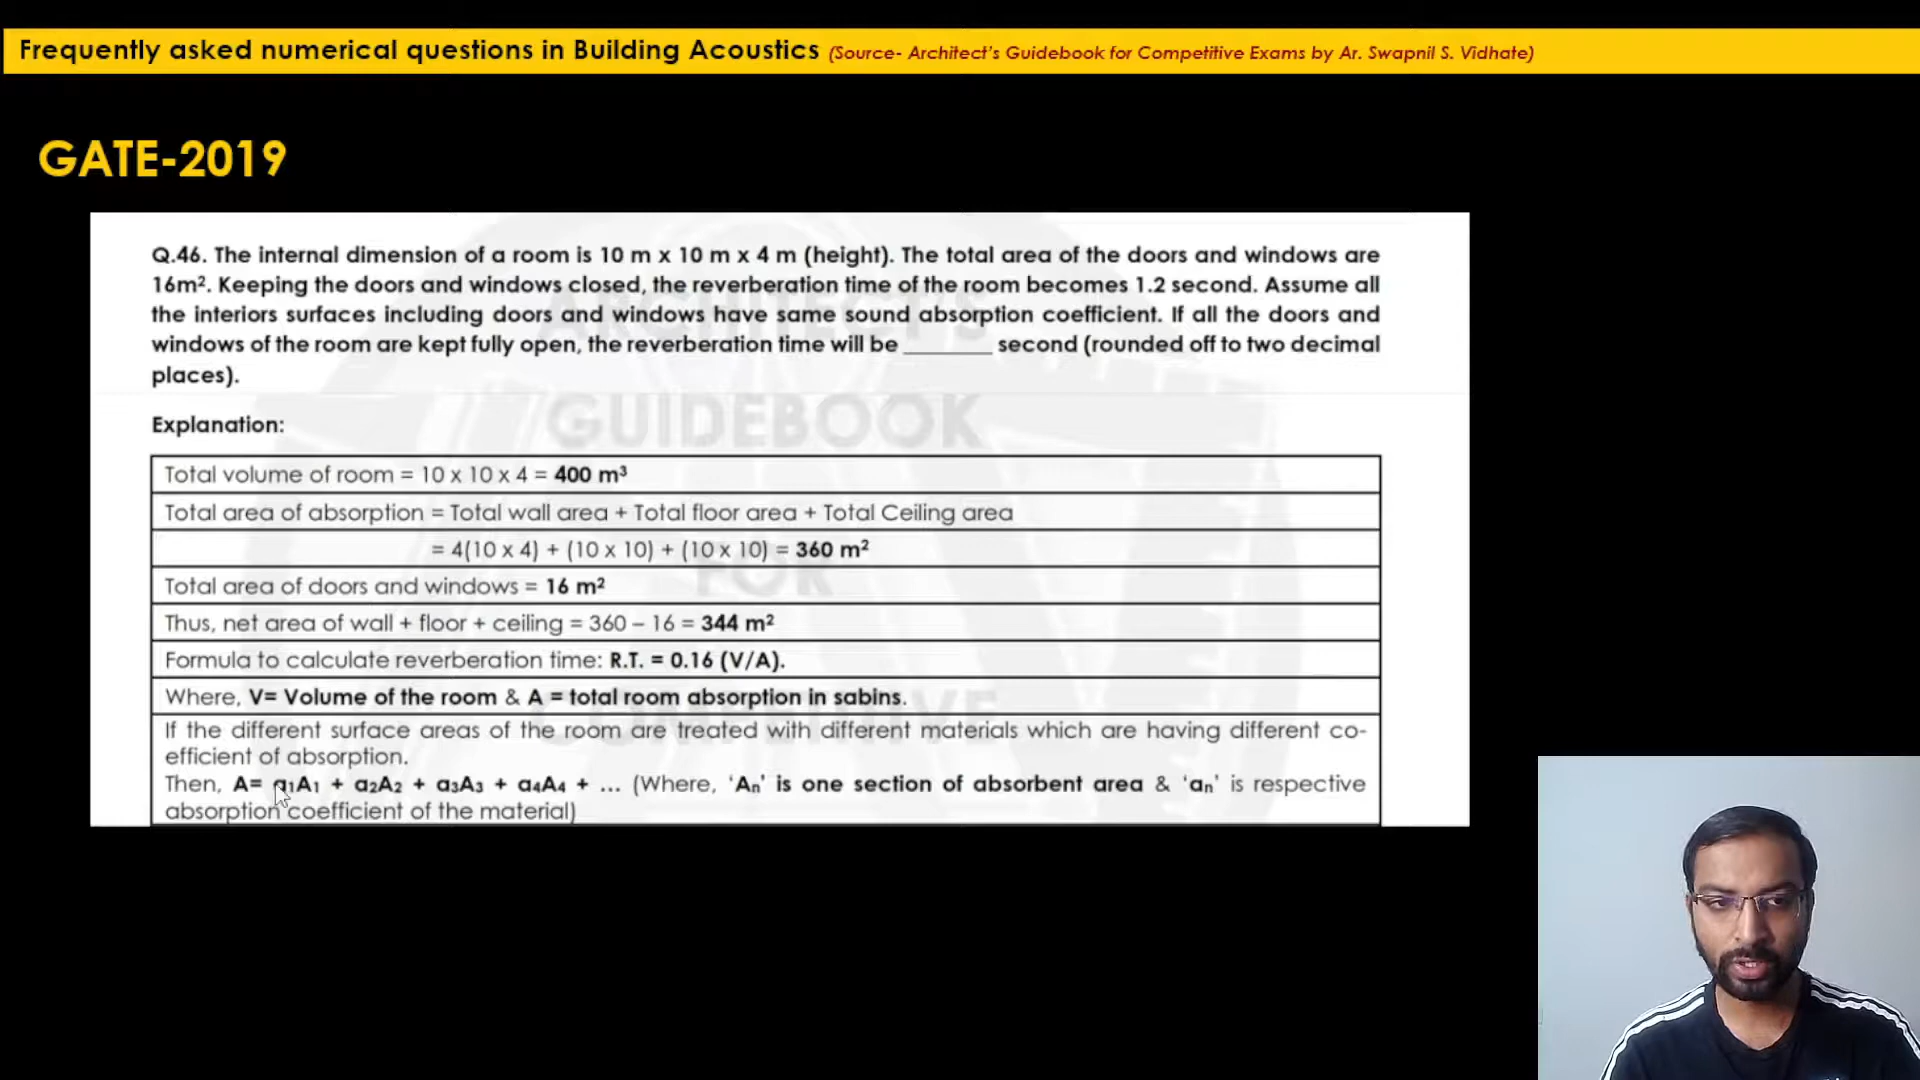 Frequently asked numerical questions in Building Acoustics (Source- Architect's Guidebook for Competitive Exams by Ar. Swapnil S. Vidhate)
GATE-2019
Q.46. The internal dimension of a room is 10 m x 10 m x 4 m (height). The total area of the doors and windows are
16m². Keeping the doors and windows closed, the reverberation time of the room becomes 1.2 second. Assume all
the interiors surfaces including doors and windows have same sound absorption coefficient. If all the doors and
windows of the room are kept fully open, the reverberation time will be ________ second (rounded off to two decimal
places).
Explanation:
Total volume of room = 10 x 10 x 4 = 400 m³
Total area of absorption = Total wall area + Total floor area + Total Ceiling area
= 4(10 x 4) + (10 x 10) + (10 x 10) = 360 m²
Total area of doors and windows = 16 m²
Thus, net area of wall + floor + ceiling = 360 – 16 = 344 m²
Formula to calculate reverberation time: R.T. = 0.16 (V/A).
Where, V= Volume of the room & A = total room absorption in sabins.
If the different surface areas of the room are treated with different materials which are having different co-
efficient of absorption.
Then, A= a₁A₁ + a₂A₂ + a₃A₃ + a₄A₄ + ... (Where, 'Aₙ' is one section of absorbent area & 'aₙ' is respective
absorption coefficient of the material)
ARCHITECT'S
GUIDEBOOK
FOR
COMPETITIVE